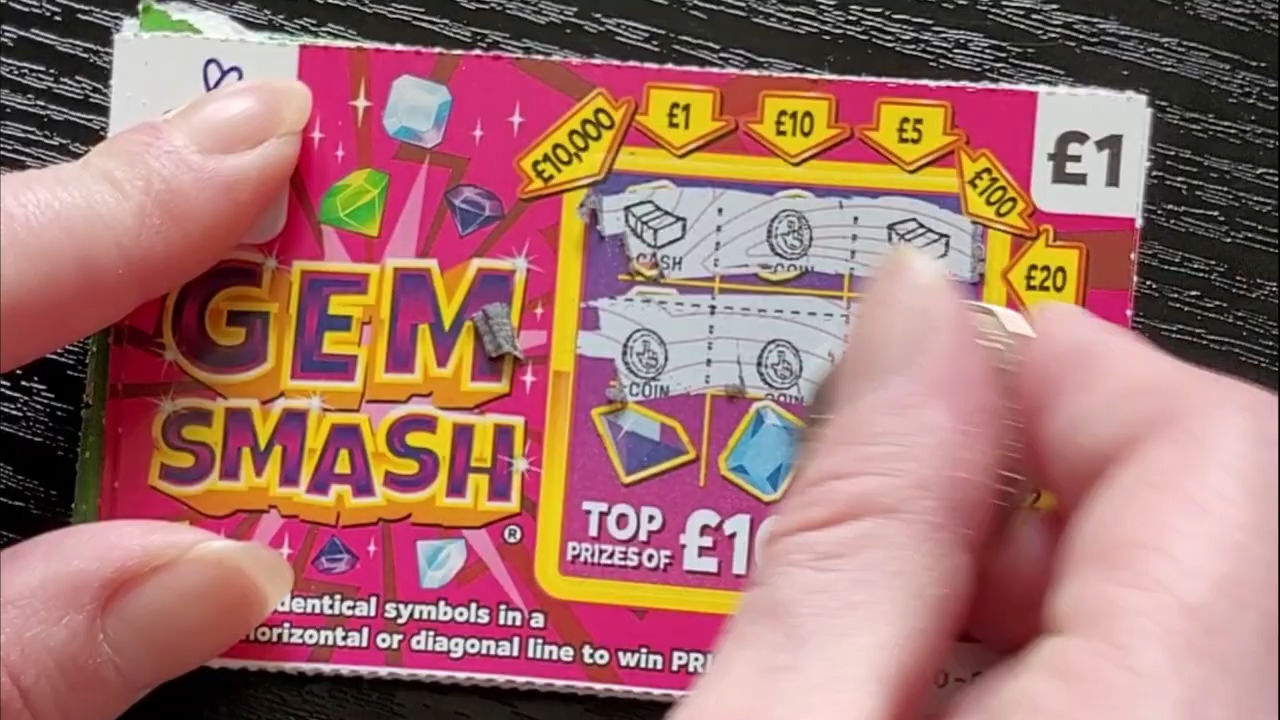 £10,000
£1
£10
£5
£100
£1
£20
CASH
COIN
GEM
COIN
COIN
SMASH®
TOP
PRIZES OF
dentical symbols in a
horizontal or diagonal line to win